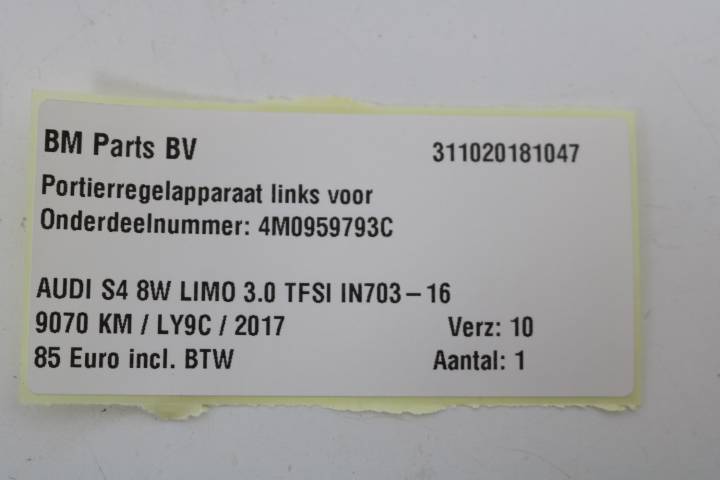 BM Parts BV 311020181047
Portierregelapparaat links voor
Onderdeelnummer: 4M0959793C
AUDI S4 8W LIMO 3.0 TFSI IN703-16
9070 KM / LY9C / 2017 Verz: 10
85 Euro incl. BTW Aantal: 1